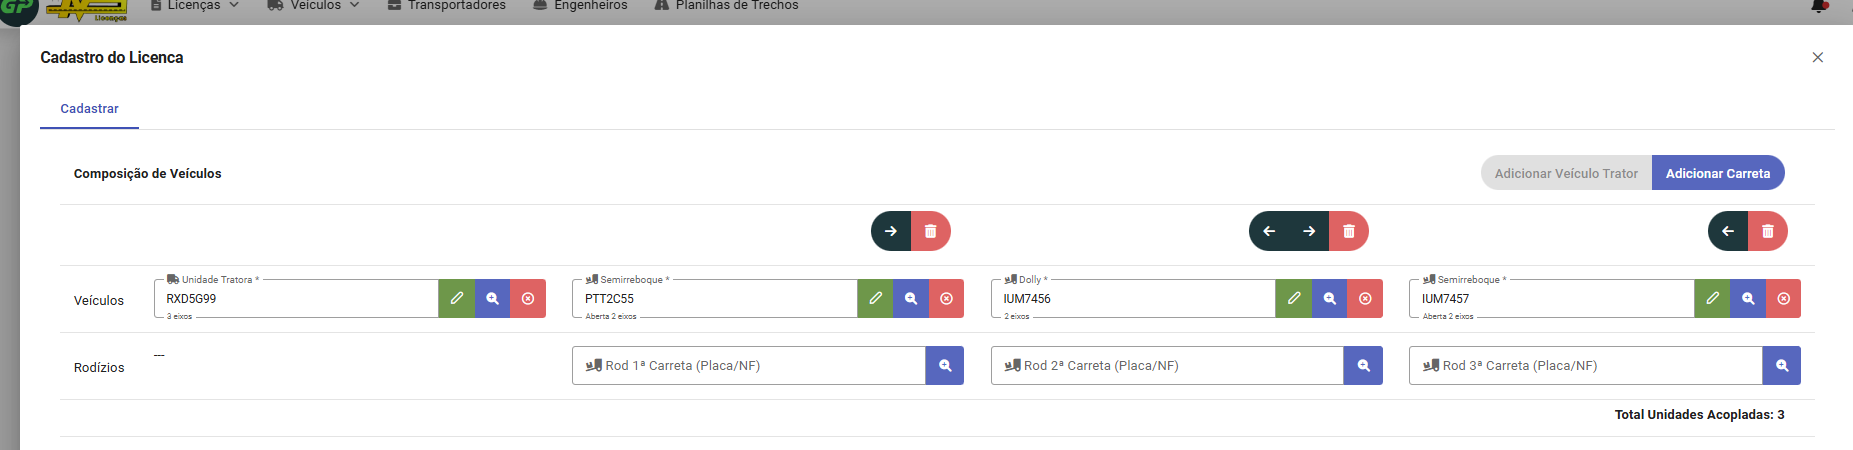 GP
Licenças
Licenças
Veículos
Transportadores
Engenheiros
Planilhas de Trechos
Cadastro do Licenca
Cadastrar
Composição de Veículos
Adicionar Veículo Trator
Adicionar Carreta
Veículos
Unidade Tratora *
RXD5G99
3 eixos
Semirreboque *
PTT2C55
Aberta 2 eixos
Dolly *
IUM7456
2 eixos
Semirreboque *
IUM7457
Aberta 2 eixos
Rodízios
---
Rod 1ª Carreta (Placa/NF)
Rod 2ª Carreta (Placa/NF)
Rod 3ª Carreta (Placa/NF)
Total Unidades Acopladas: 3